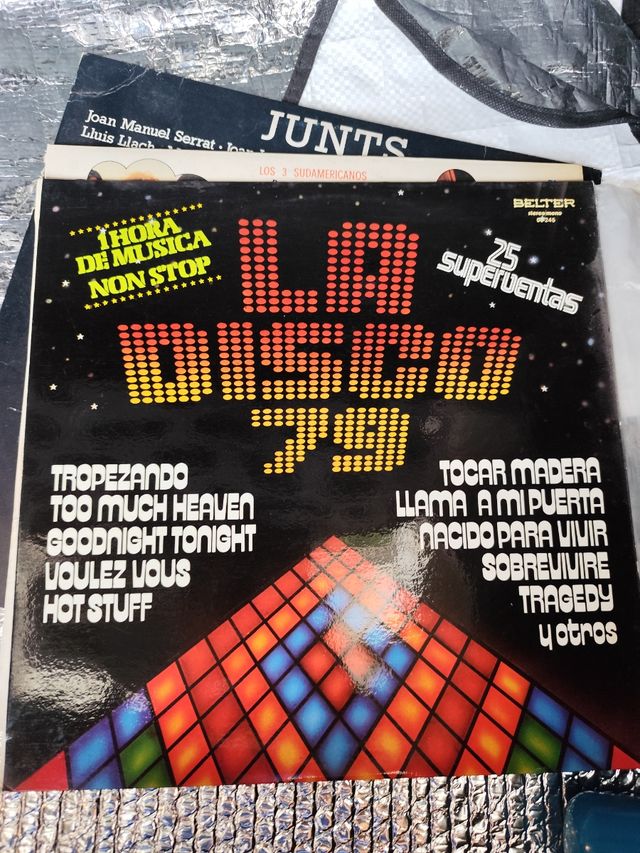 JUNTS
Joan Manuel Serrat · Joan
Lluis Llach ·
LOS 3 SUDAMERICANOS
BELTER
stereo/mono
1 HORA
DE MUSICA
NON STOP
25
superventas
LA
DISCO
79
TROPEZANDO
TOO MUCH HEAVEN
GOODNIGHT TONIGHT
VOULEZ VOUS
HOT STUFF
TOCAR MADERA
LLAMA A MI PUERTA
NACIDO PARA VIVIR
SOBREVIVIRE
TRAGEDY
y otros